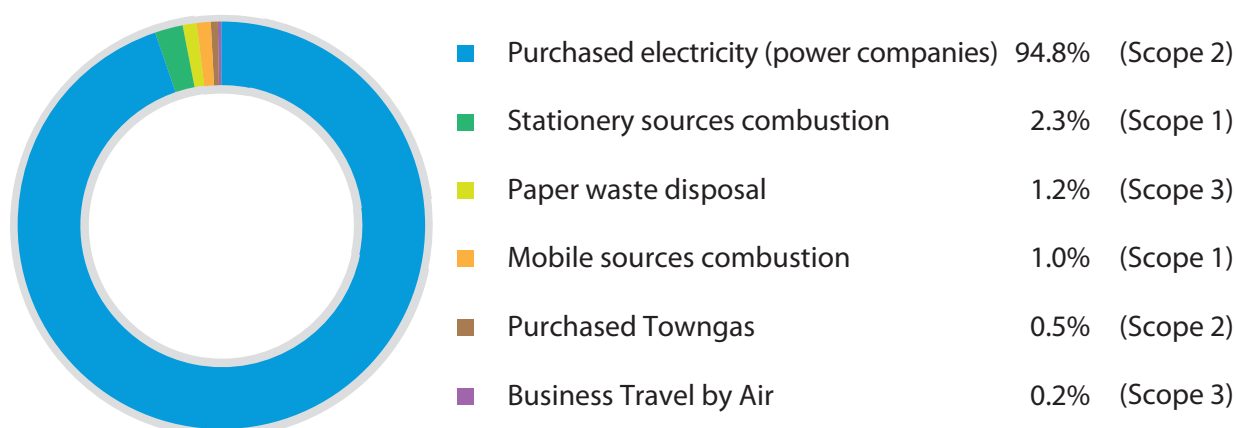 Purchased electricity (power companies) 94.8% (Scope 2)
Stationery sources combustion 2.3% (Scope 1)
Paper waste disposal 1.2% (Scope 3)
Mobile sources combustion 1.0% (Scope 1)
Purchased Towngas 0.5% (Scope 2)
Business Travel by Air 0.2% (Scope 3)